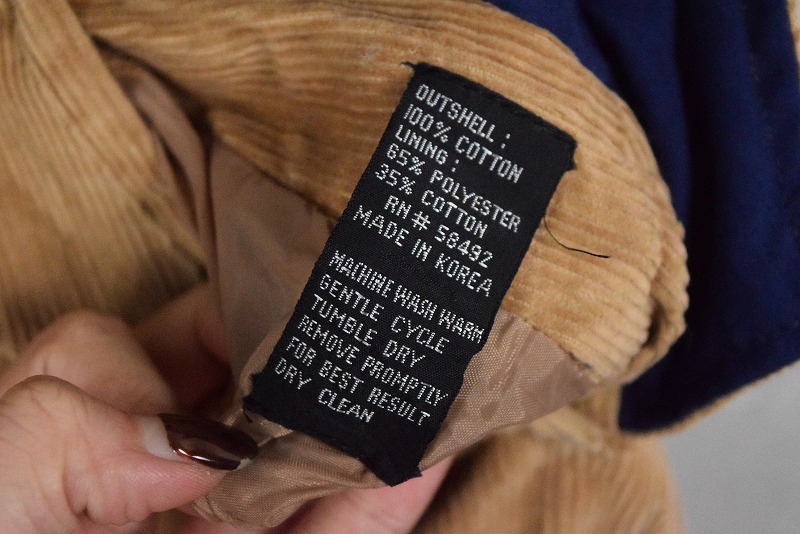 OUTSHELL :
100% COTTON
LINING :
65% POLYESTER
35% COTTON
RN# 58492
MADE IN KOREA
MACHINE WASH WARM
GENTLE CYCLE
TUMBLE DRY
REMOVE PROMPTLY
FOR BEST RESULT
DRY CLEAN